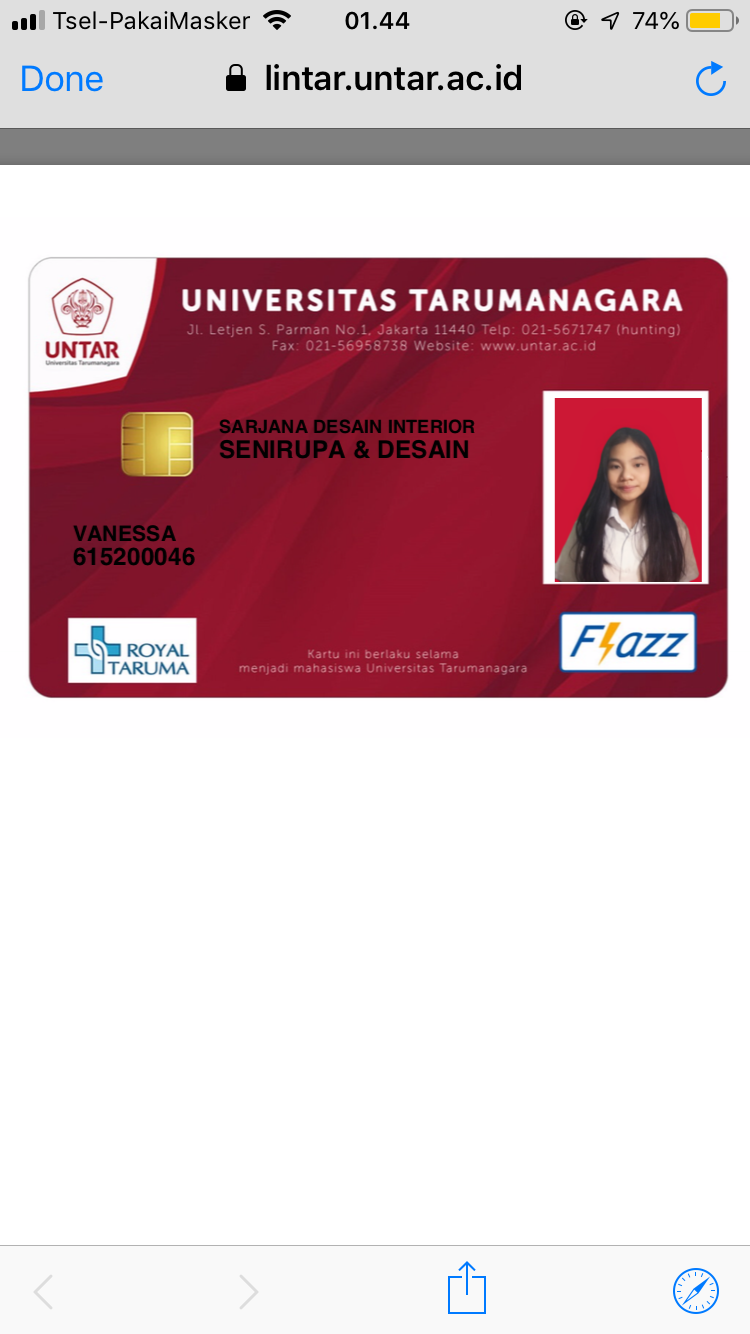 Tsel-PakaiMasker 01.44 74%
Done lintar.untar.ac.id
UNIVERSITAS TARUMANAGARA
Jl. Letjen S. Parman No.1, Jakarta 11440 Telp: 021-5671747 (hunting)
Fax: 021-56958738 Website: www.untar.ac.id
UNTAR
Universitas Tarumanagara
SARJANA DESAIN INTERIOR
SENIRUPA & DESAIN
VANESSA
615200046
ROYAL
TARUMA
Kartu ini berlaku selama
menjadi mahasiswa Universitas Tarumanagara
Flazz